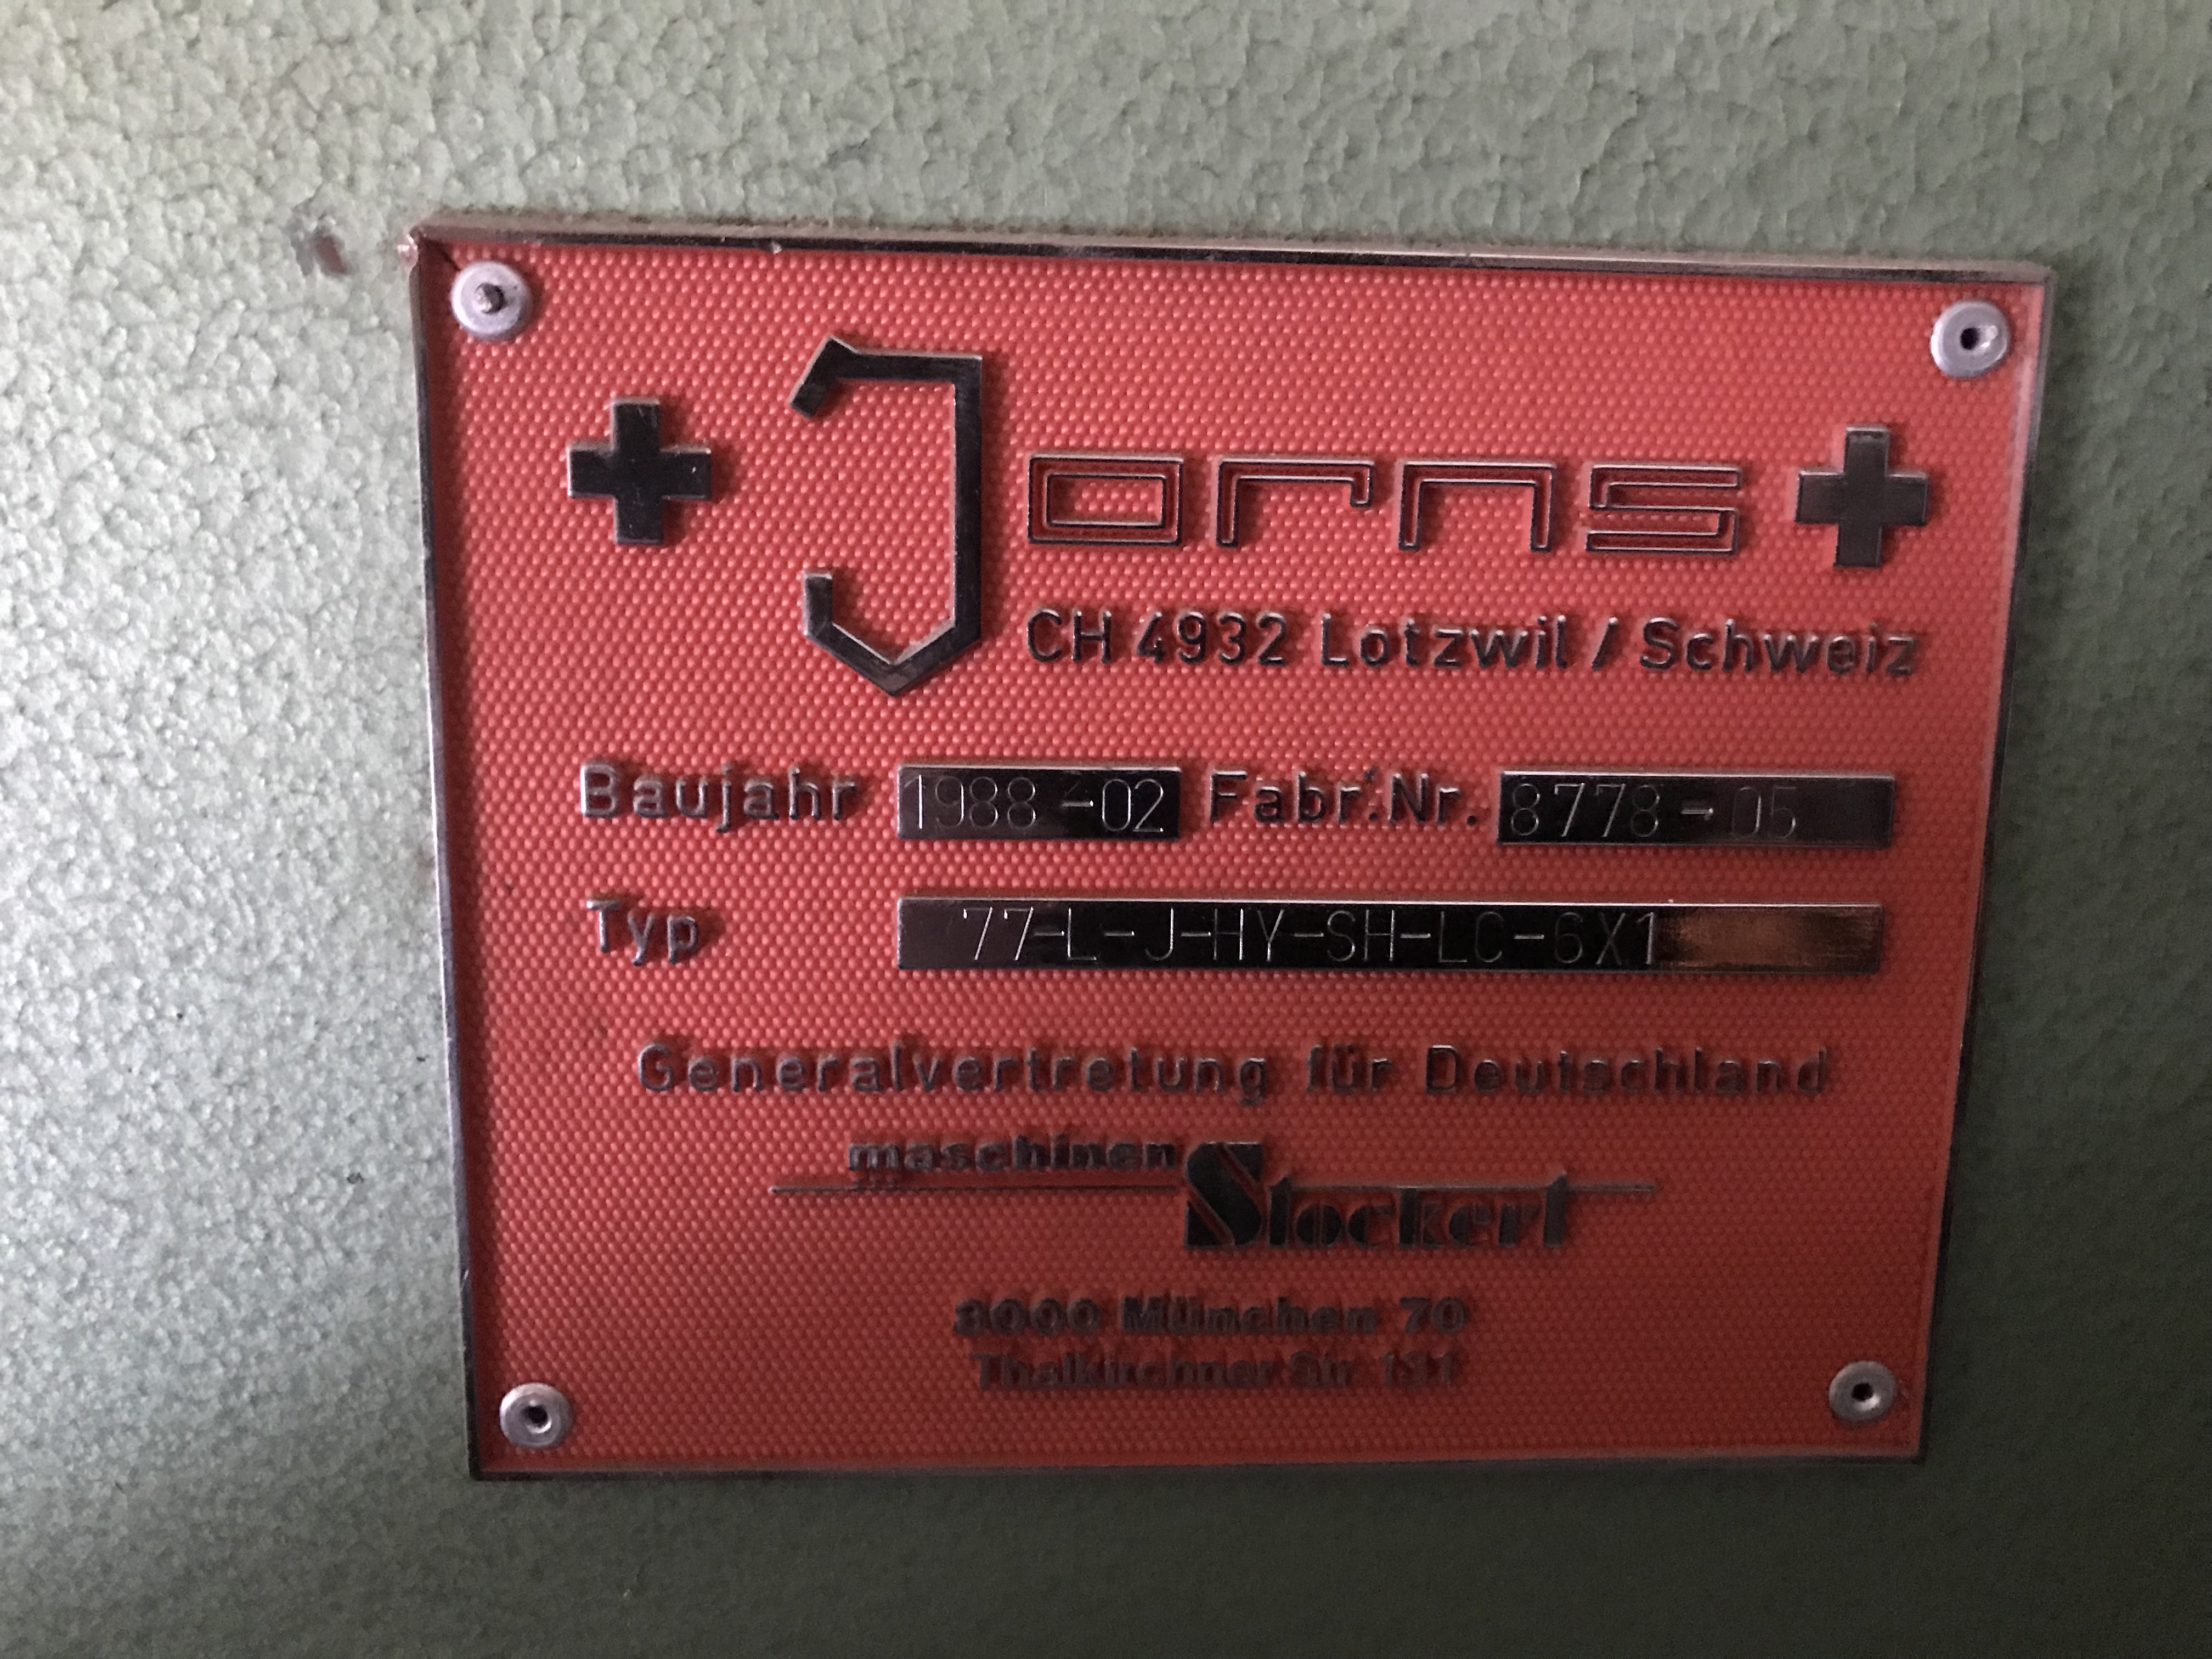 Jorns
CH 4932 Lotzwil / Schweiz
Baujahr 1988-02 Fabr.Nr. 8778-05
Typ 77-L-J-HY-SH-LC-6X1
Generalvertretung für Deutschland
maschinen
Stockert
8000 München 70
Thalkirchner Str. 131